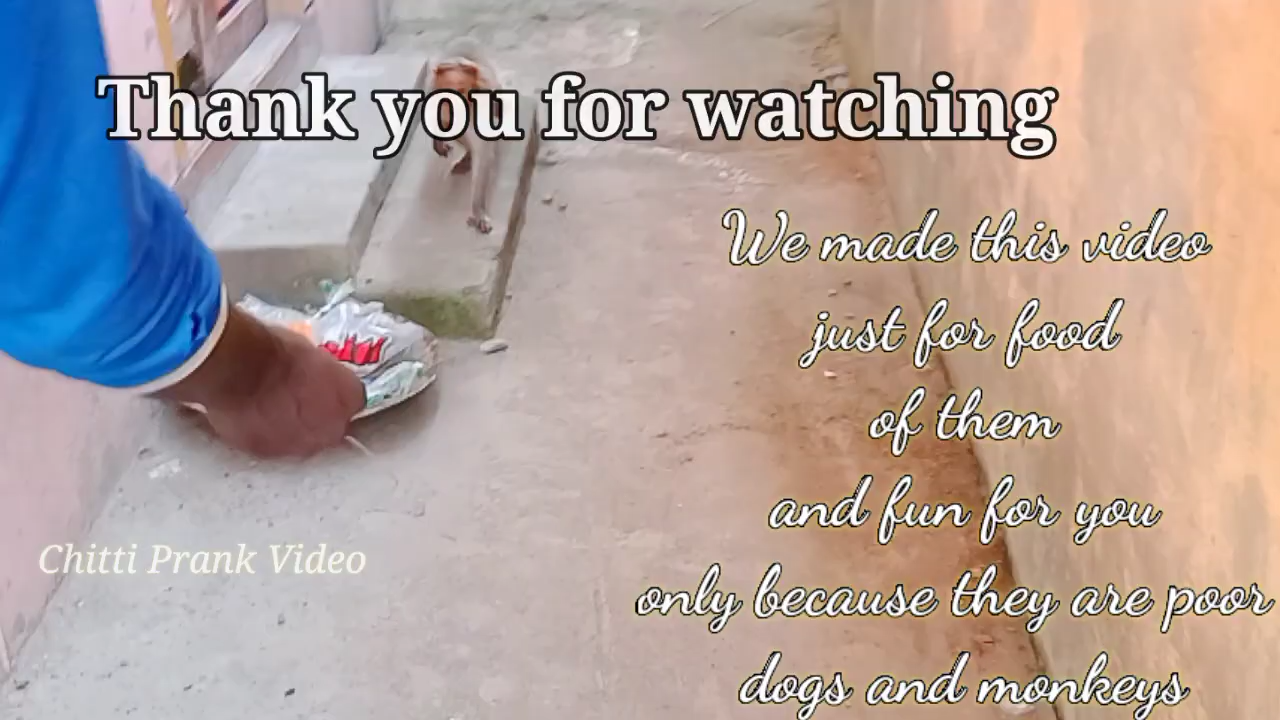 Thank you for watching
We made this video
just for food
of them
and fun for you
only because they are poor
dogs and monkeys
Chitti Prank Video